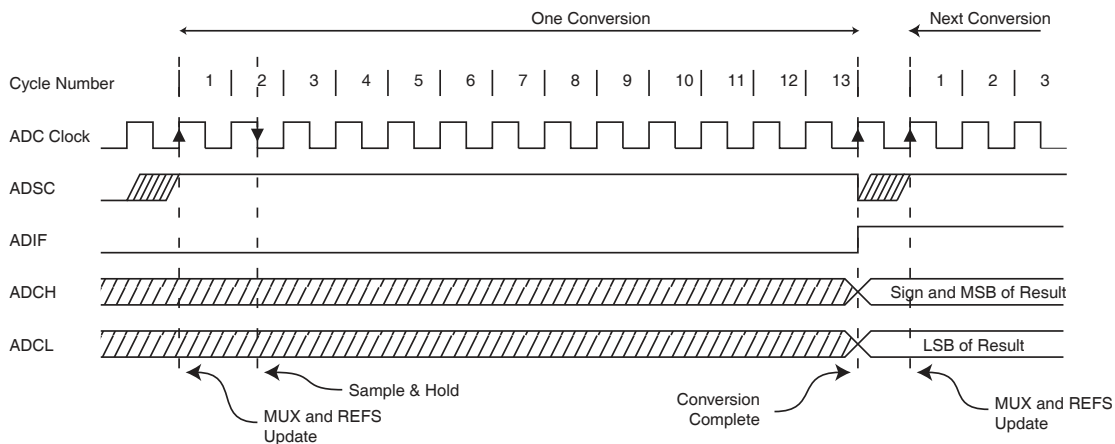 One Conversion
Next Conversion
Cycle Number 1 2 3 4 5 6 7 8 9 10 11 12 13 1 2 3
ADC Clock
ADSC
ADIF
ADCH
Sign and MSB of Result
ADCL
LSB of Result
MUX and REFS
Update
Sample & Hold
Conversion
Complete
MUX and REFS
Update